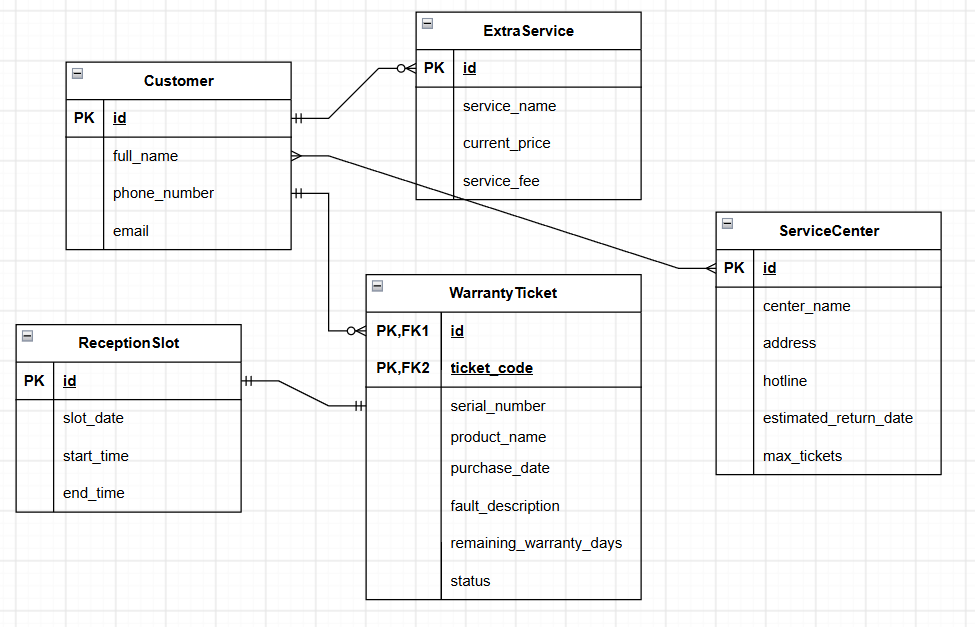 ExtraService
PK id
service_name
current_price
service_fee
Customer
PK id
full_name
phone_number
email
ServiceCenter
PK id
center_name
address
hotline
estimated_return_date
max_tickets
WarrantyTicket
PK,FK1 id
PK,FK2 ticket_code
serial_number
product_name
purchase_date
fault_description
remaining_warranty_days
status
ReceptionSlot
PK id
slot_date
start_time
end_time